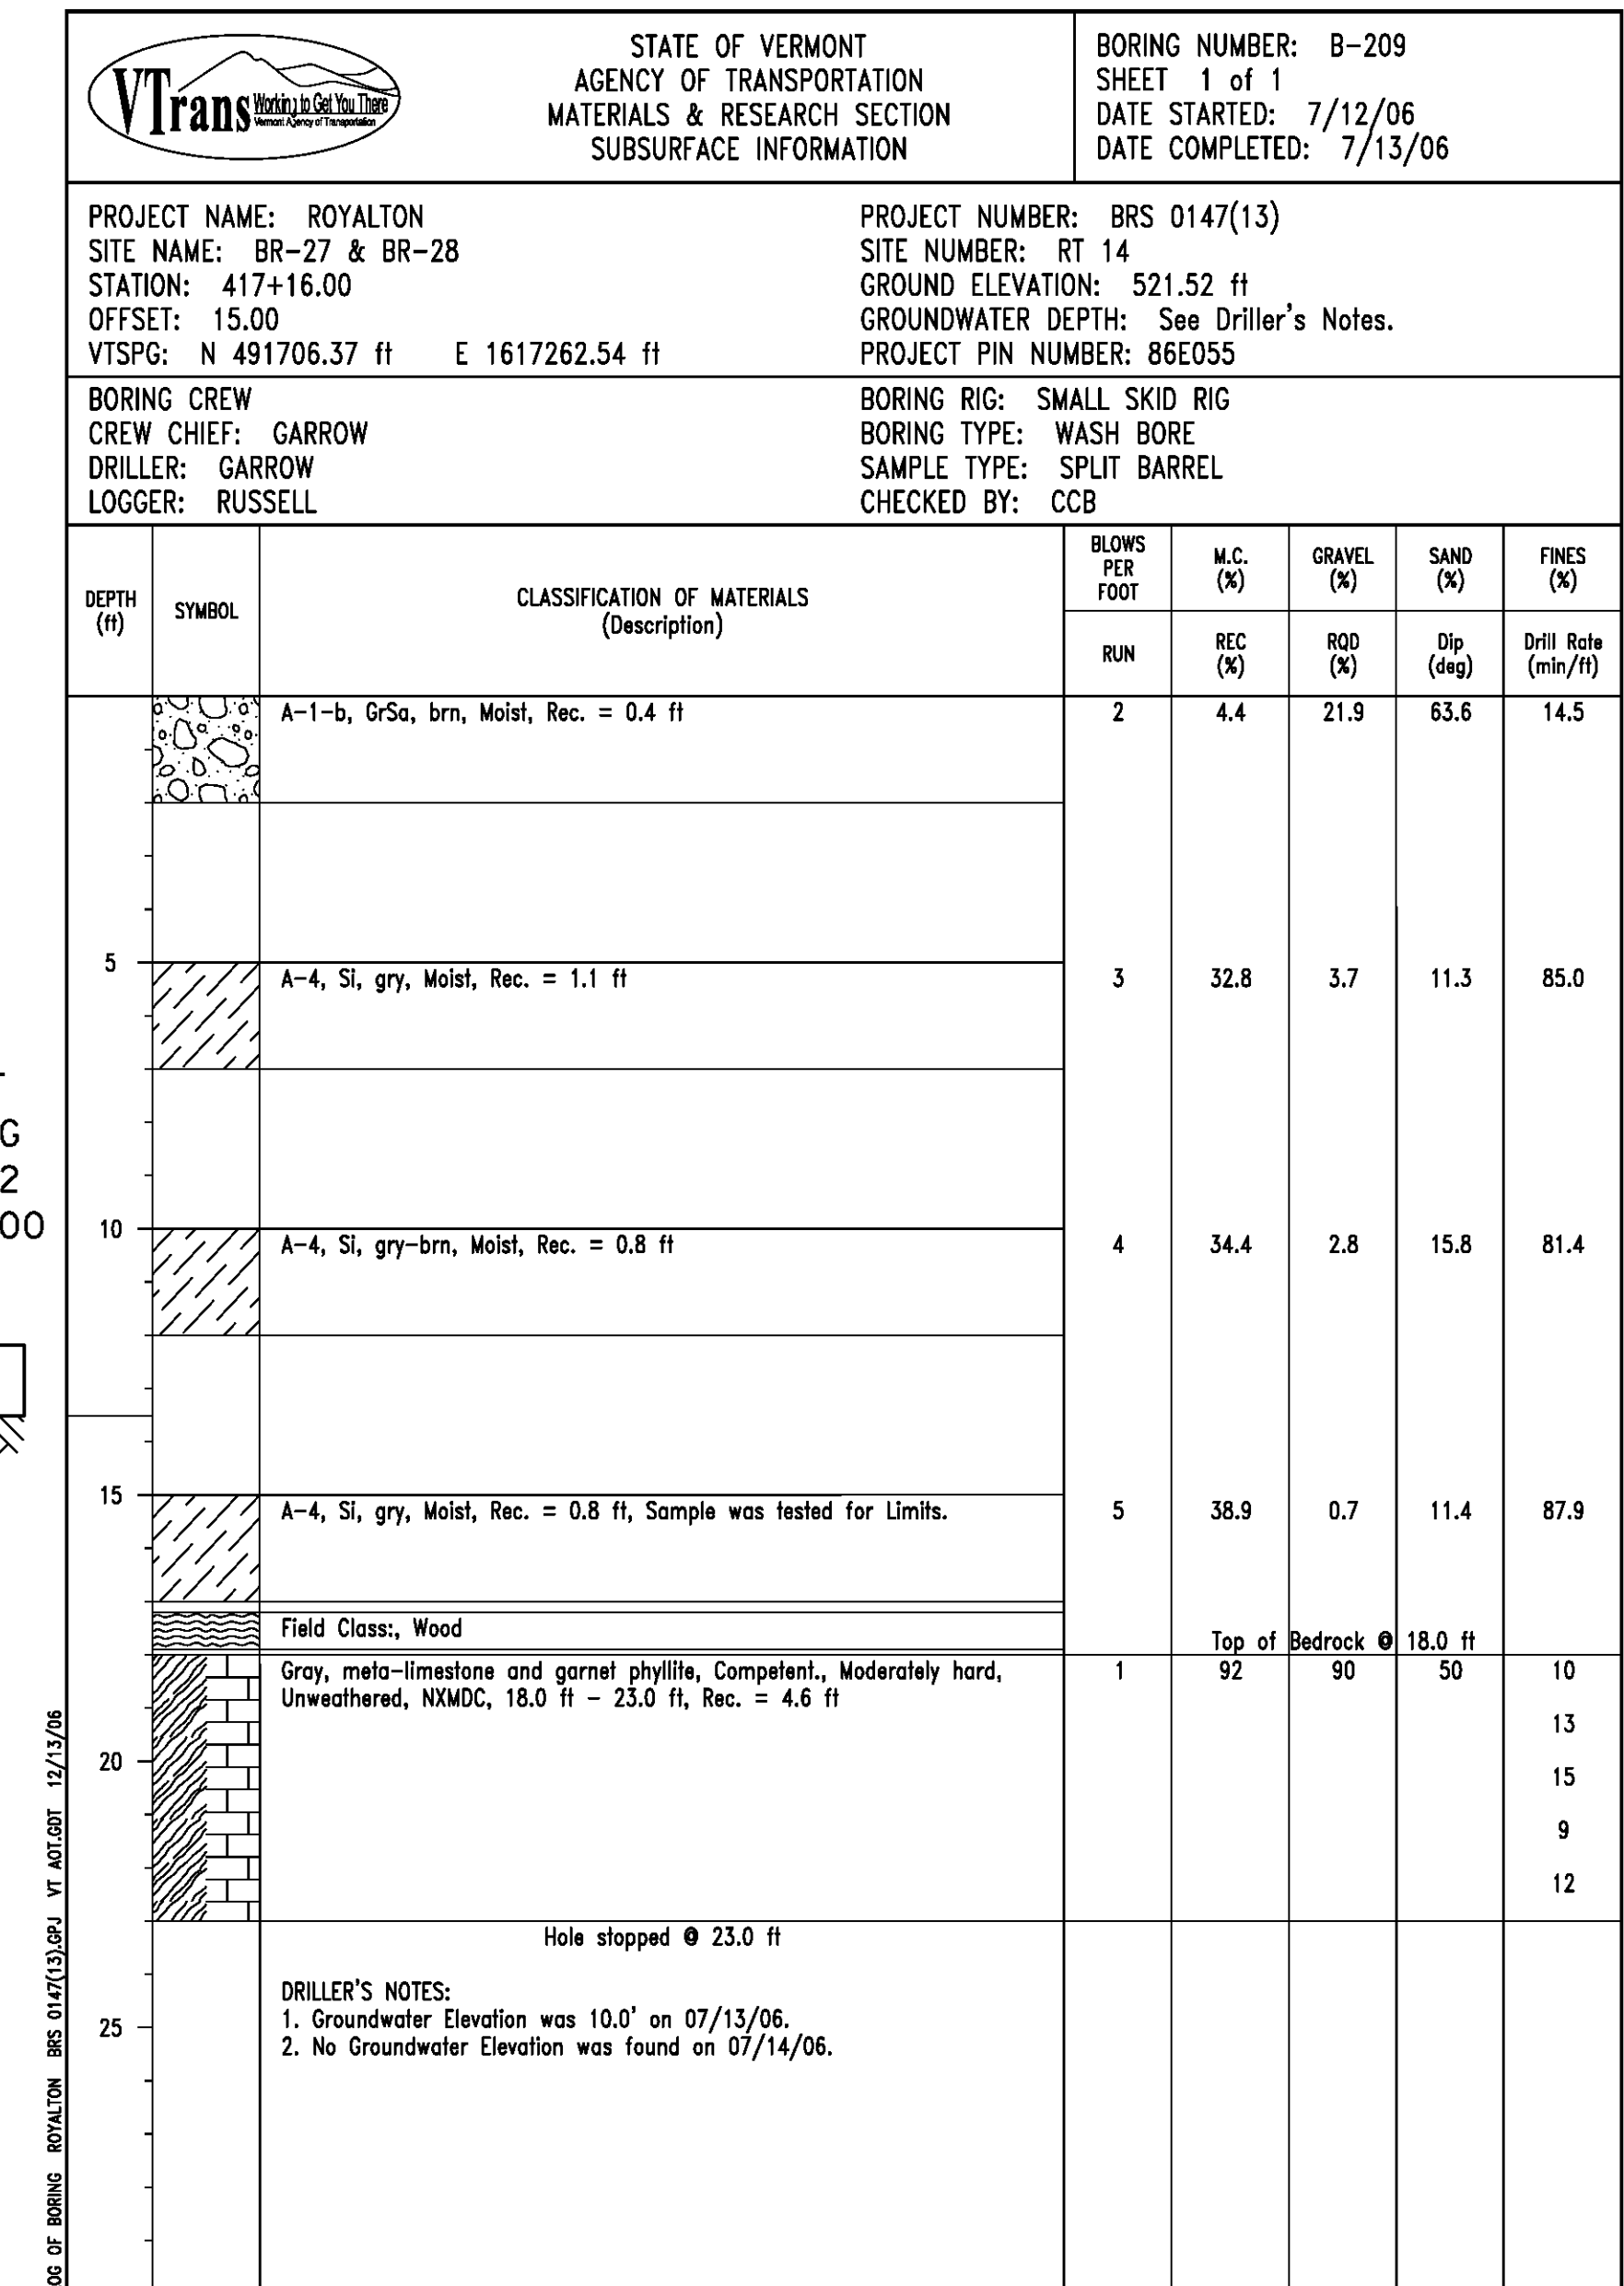 VTrans Working to Get You There
Vermont Agency of Transportation
STATE OF VERMONT
AGENCY OF TRANSPORTATION
MATERIALS & RESEARCH SECTION
SUBSURFACE INFORMATION
BORING NUMBER: B-209
SHEET 1 of 1
DATE STARTED: 7/12/06
DATE COMPLETED: 7/13/06
PROJECT NAME: ROYALTON
SITE NAME: BR-27 & BR-28
STATION: 417+16.00
OFFSET: 15.00
VTSPG: N 491706.37 ft E 1617262.54 ft
PROJECT NUMBER: BRS 0147(13)
SITE NUMBER: RT 14
GROUND ELEVATION: 521.52 ft
GROUNDWATER DEPTH: See Driller's Notes.
PROJECT PIN NUMBER: 86E055
BORING CREW
CREW CHIEF: GARROW
DRILLER: GARROW
LOGGER: RUSSELL
BORING RIG: SMALL SKID RIG
BORING TYPE: WASH BORE
SAMPLE TYPE: SPLIT BARREL
CHECKED BY: CCB
DEPTH
(ft)
SYMBOL
CLASSIFICATION OF MATERIALS
(Description)
BLOWS
PER
FOOT
M.C.
(%)
GRAVEL
(%)
SAND
(%)
FINES
(%)
RUN
REC
(%)
RQD
(%)
Dip
(deg)
Drill Rate
(min/ft)
A-1-b, GrSa, brn, Moist, Rec. = 0.4 ft 2 4.4 21.9 63.6 14.5
5 A-4, Si, gry, Moist, Rec. = 1.1 ft 3 32.8 3.7 11.3 85.0
G
2
00
10 A-4, Si, gry-brn, Moist, Rec. = 0.8 ft 4 34.4 2.8 15.8 81.4
15 A-4, Si, gry, Moist, Rec. = 0.8 ft, Sample was tested for Limits. 5 38.9 0.7 11.4 87.9
Field Class:, Wood
Top of Bedrock @ 18.0 ft
Gray, meta-limestone and garnet phyllite, Competent., Moderately hard, 1 92 90 50 10
Unweathered, NXMDC, 18.0 ft - 23.0 ft, Rec. = 4.6 ft
13
20
15
9
12
Hole stopped @ 23.0 ft
DRILLER'S NOTES:
1. Groundwater Elevation was 10.0' on 07/13/06.
25
2. No Groundwater Elevation was found on 07/14/06.
OG OF BORING ROYALTON BRS 0147(13).GPJ VT AOT.GDT 12/13/06